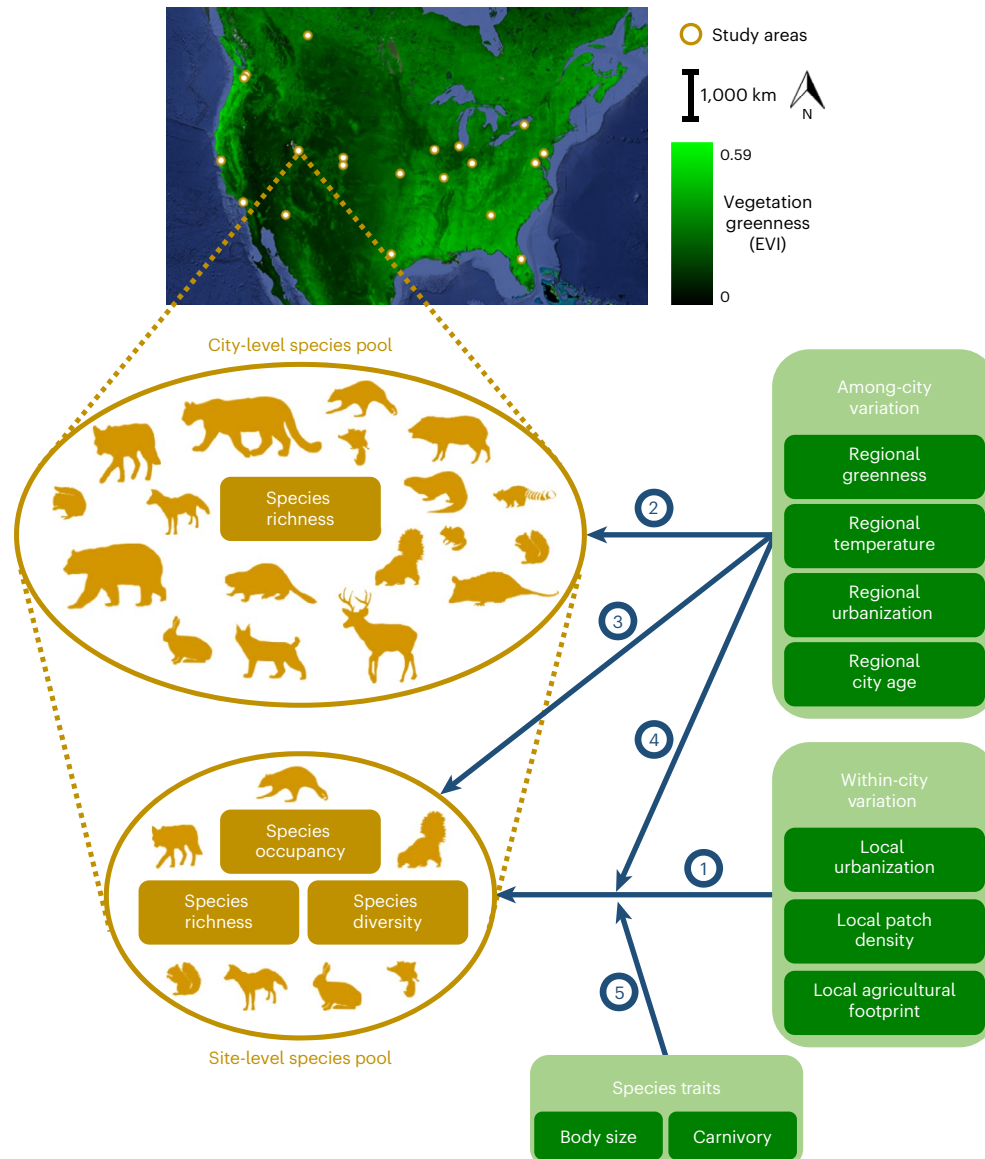 Study areas
1,000 km
N
0.59
Vegetation
greenness
(EVI)
0
City-level species pool
Species
richness
Among-city
variation
Regional
greenness
Regional
temperature
Regional
urbanization
Regional
city age
2
3
4
Within-city
variation
Local
urbanization
Local patch
density
Local agricultural
footprint
1
Species
occupancy
Species
richness
Species
diversity
5
Site-level species pool
Species traits
Body size
Carnivory